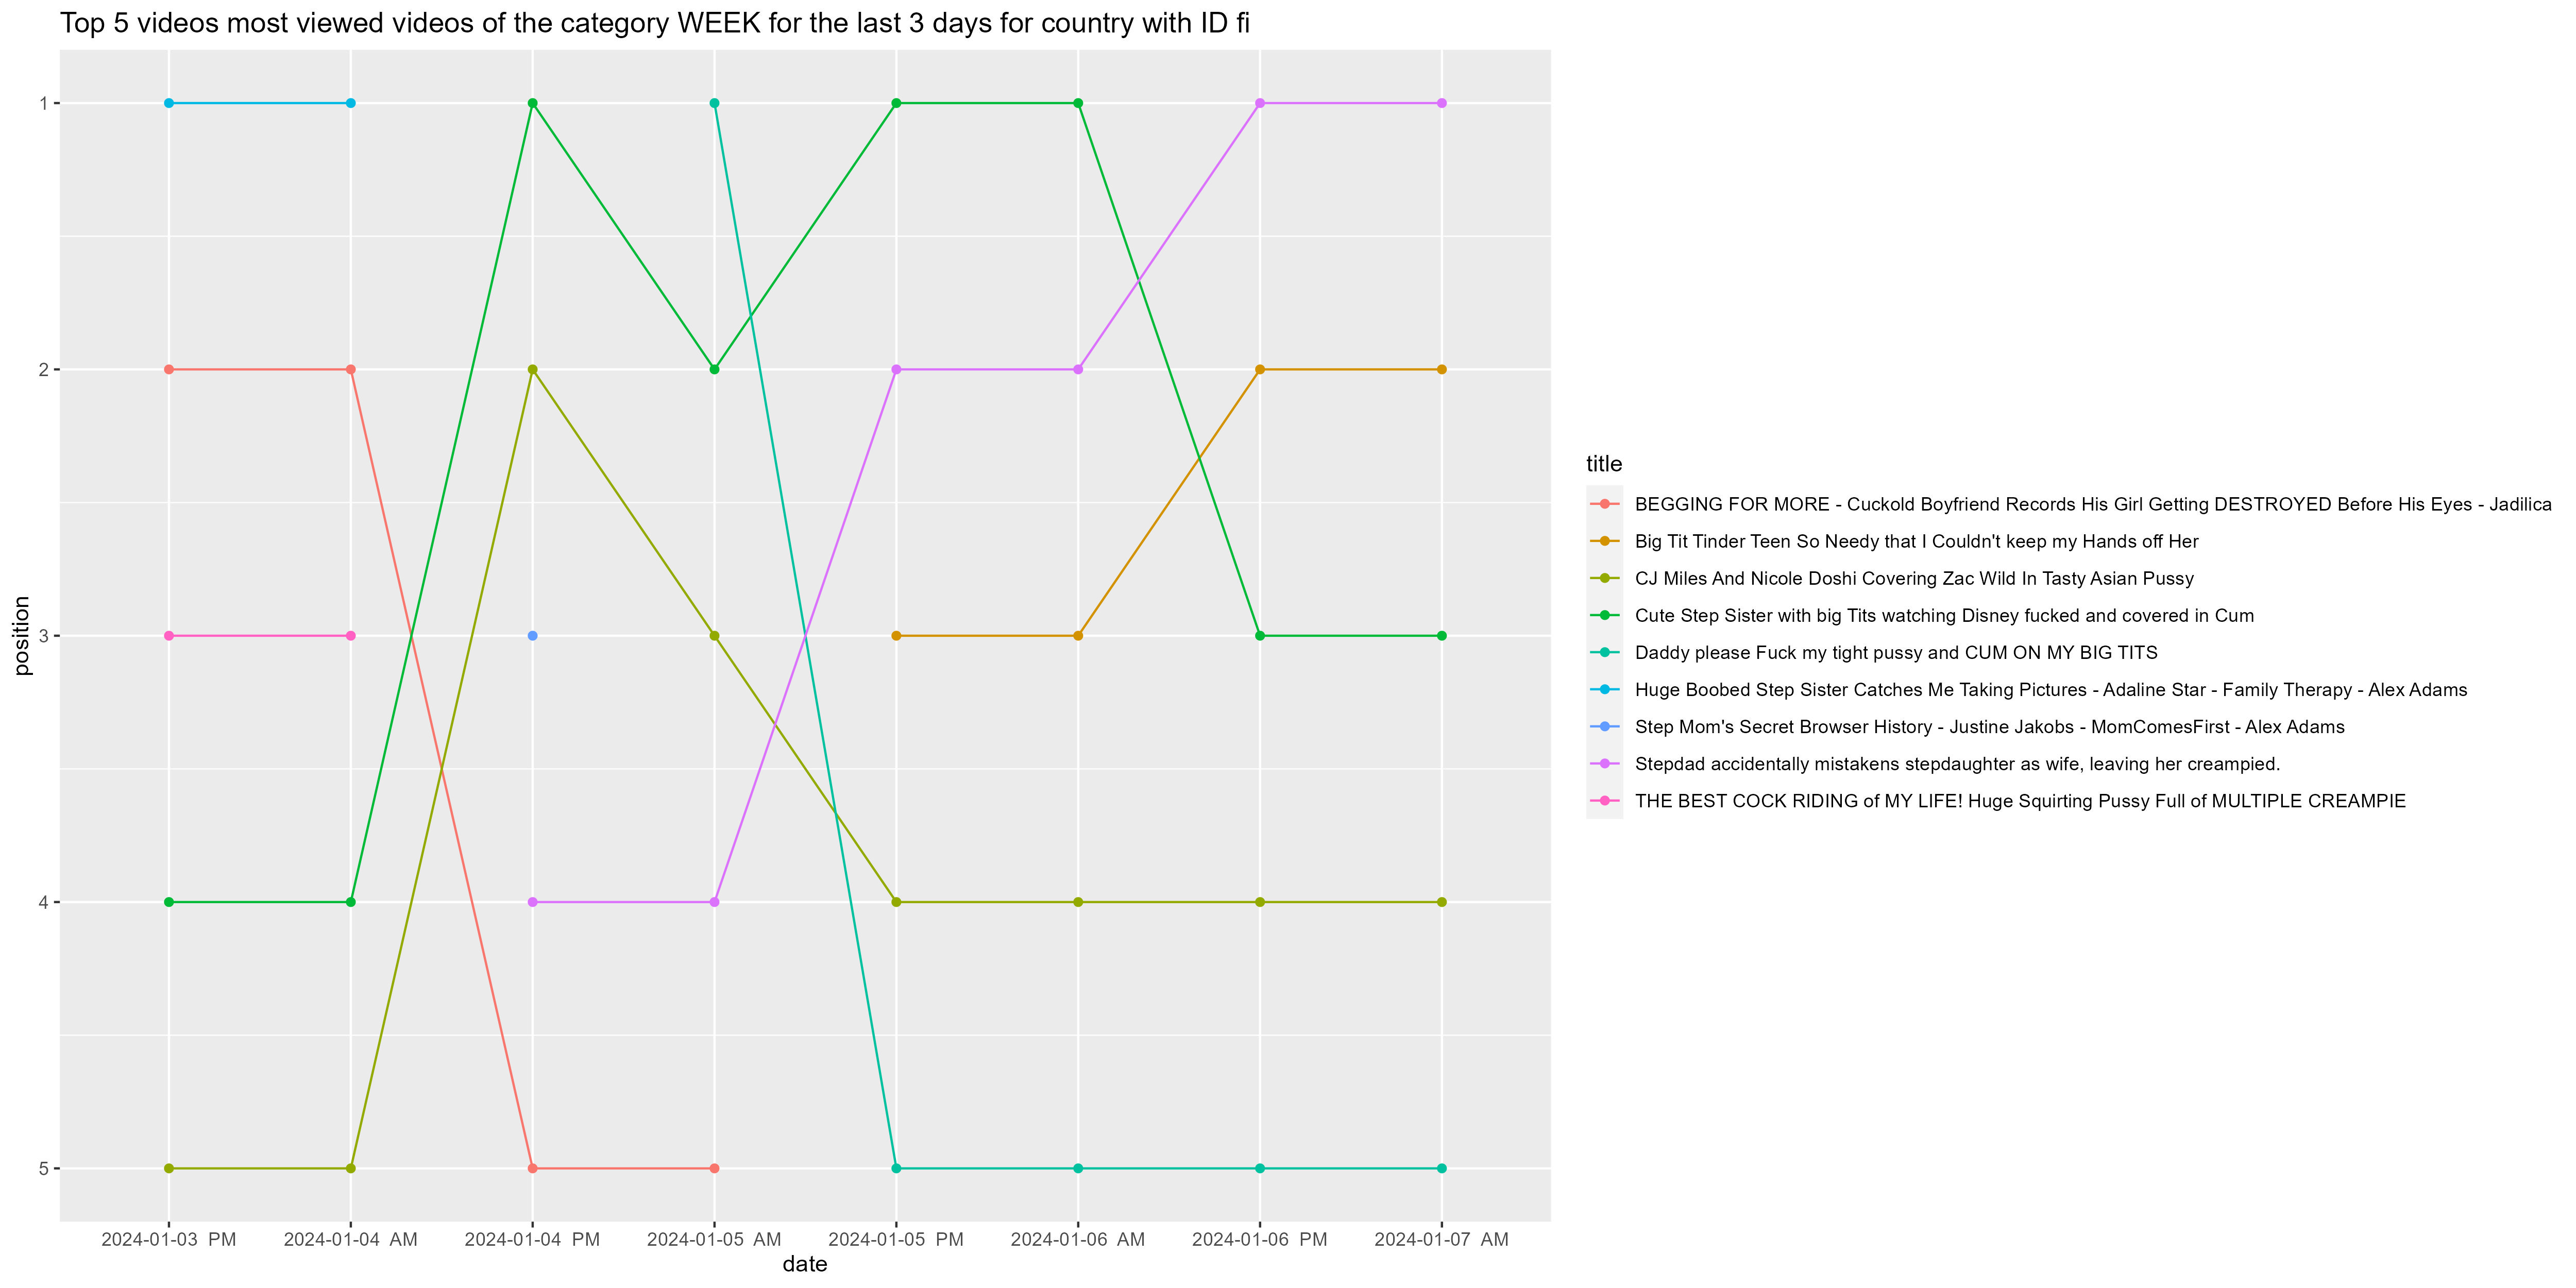 Top 5 videos most viewed videos of the category WEEK for the last 3 days for country with ID fi
position
1
2
3
4
5
2024-01-03 PM
2024-01-04 AM
2024-01-04 PM
2024-01-05 AM
2024-01-05 PM
2024-01-06 AM
2024-01-06 PM
2024-01-07 AM
date
title
BEGGING FOR MORE - Cuckold Boyfriend Records His Girl Getting DESTROYED Before His Eyes - Jadilica
Big Tit Tinder Teen So Needy that I Couldn't keep my Hands off Her
CJ Miles And Nicole Doshi Covering Zac Wild In Tasty Asian Pussy
Cute Step Sister with big Tits watching Disney fucked and covered in Cum
Daddy please Fuck my tight pussy and CUM ON MY BIG TITS
Huge Boobed Step Sister Catches Me Taking Pictures - Adaline Star - Family Therapy - Alex Adams
Step Mom's Secret Browser History - Justine Jakobs - MomComesFirst - Alex Adams
Stepdad accidentally mistakens stepdaughter as wife, leaving her creampied.
THE BEST COCK RIDING of MY LIFE! Huge Squirting Pussy Full of MULTIPLE CREAMPIE